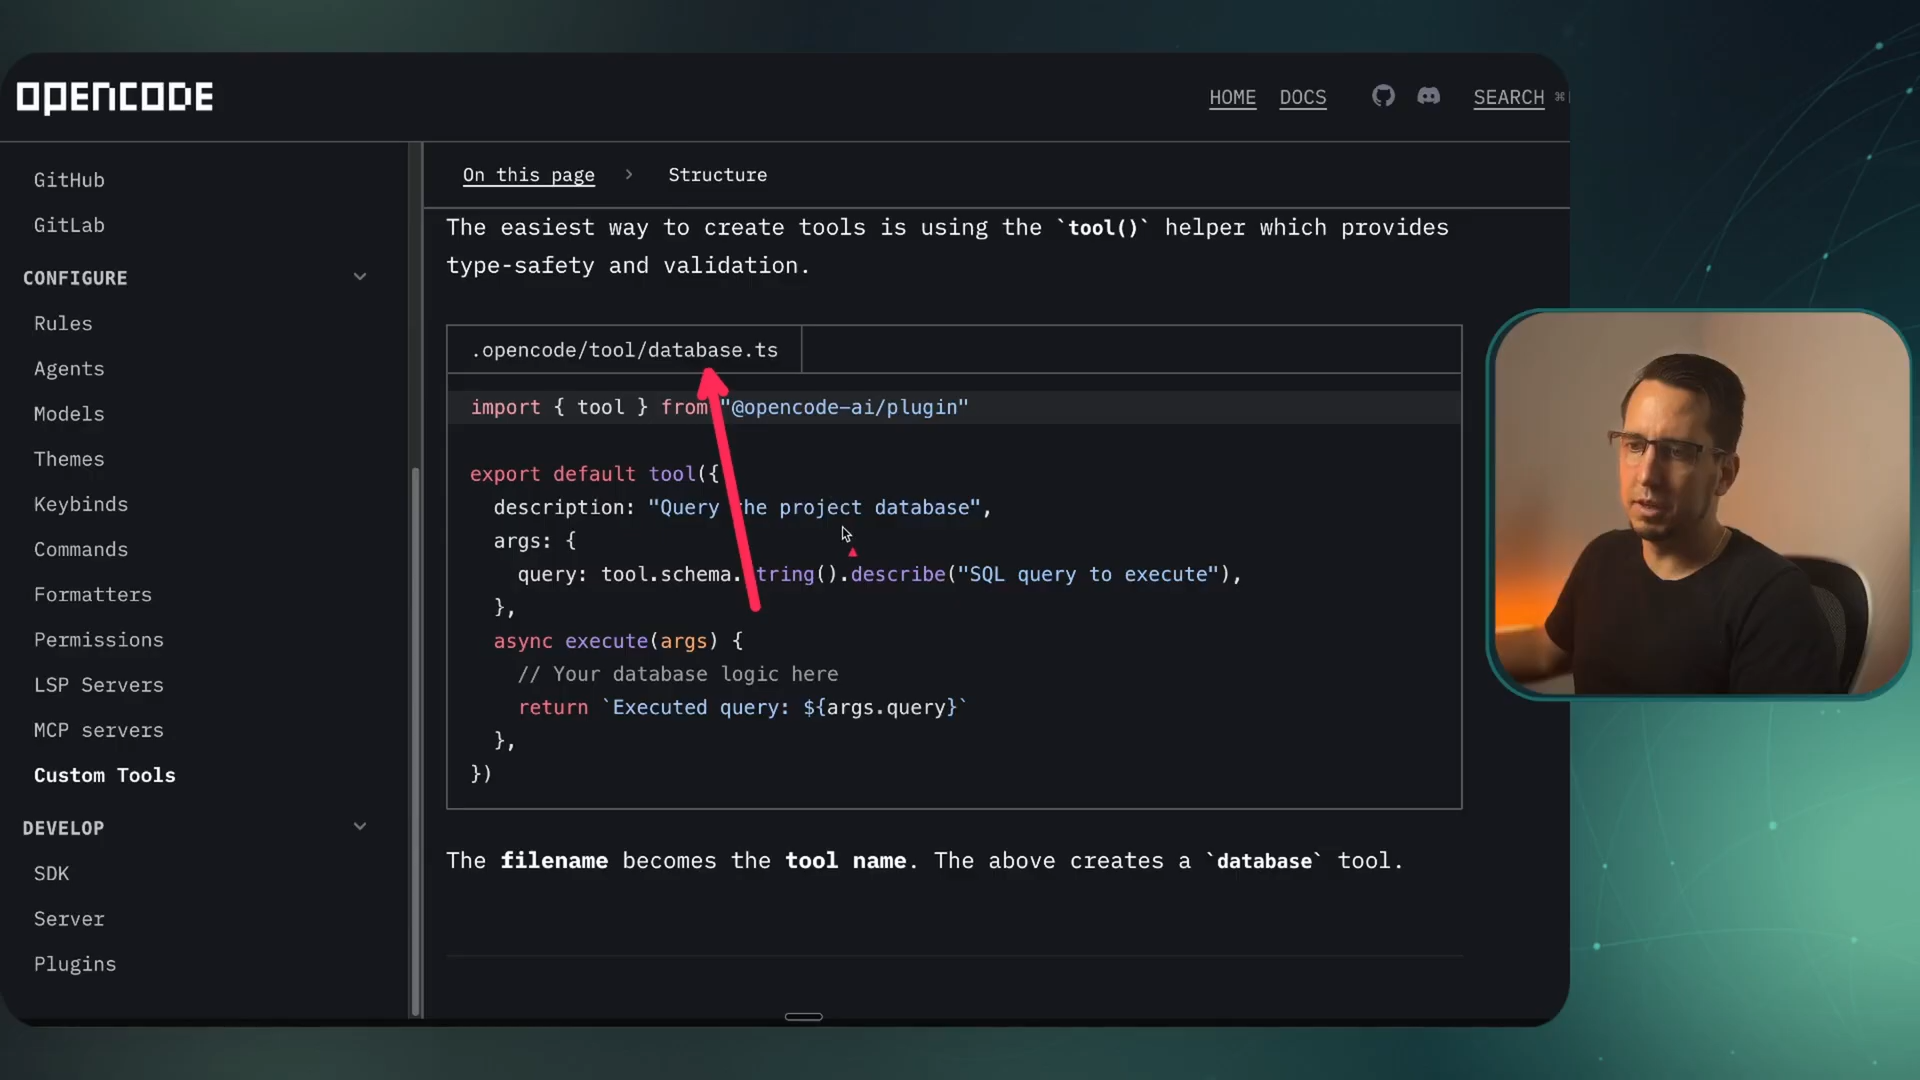 opencode
HOME DOCS SEARCH ⌘
GitHub
GitLab
CONFIGURE
Rules
Agents
Models
Themes
Keybinds
Commands
Formatters
Permissions
LSP Servers
MCP servers
Custom Tools
DEVELOP
SDK
Server
Plugins
On this page > Structure
The easiest way to create tools is using the `tool()` helper which provides
type-safety and validation.
.opencode/tool/database.ts
import { tool } from "@opencode-ai/plugin"
export default tool({
description: "Query the project database",
args: {
query: tool.schema.string().describe("SQL query to execute"),
},
async execute(args) {
// Your database logic here
return `Executed query: ${args.query}`
},
})
The filename becomes the tool name. The above creates a `database` tool.